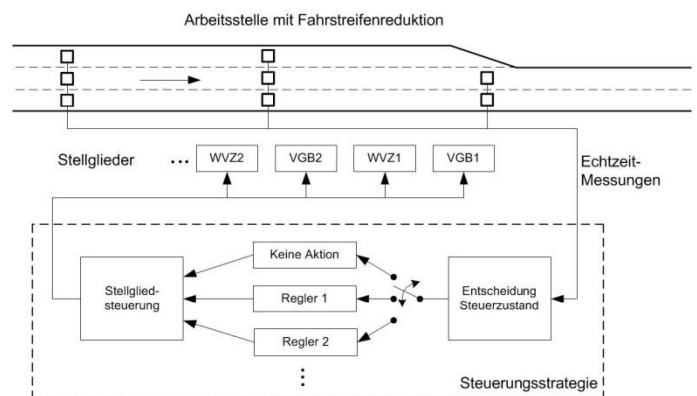 Arbeitsstelle mit Fahrstreifenreduktion
Stellglieder
...
WVZ2
VGB2
WVZ1
VGB1
Echtzeit-
Messungen
Keine Aktion
Stellglied-
steuerung
Regler 1
Entscheidung
Steuerzustand
Regler 2
Steuerungsstrategie